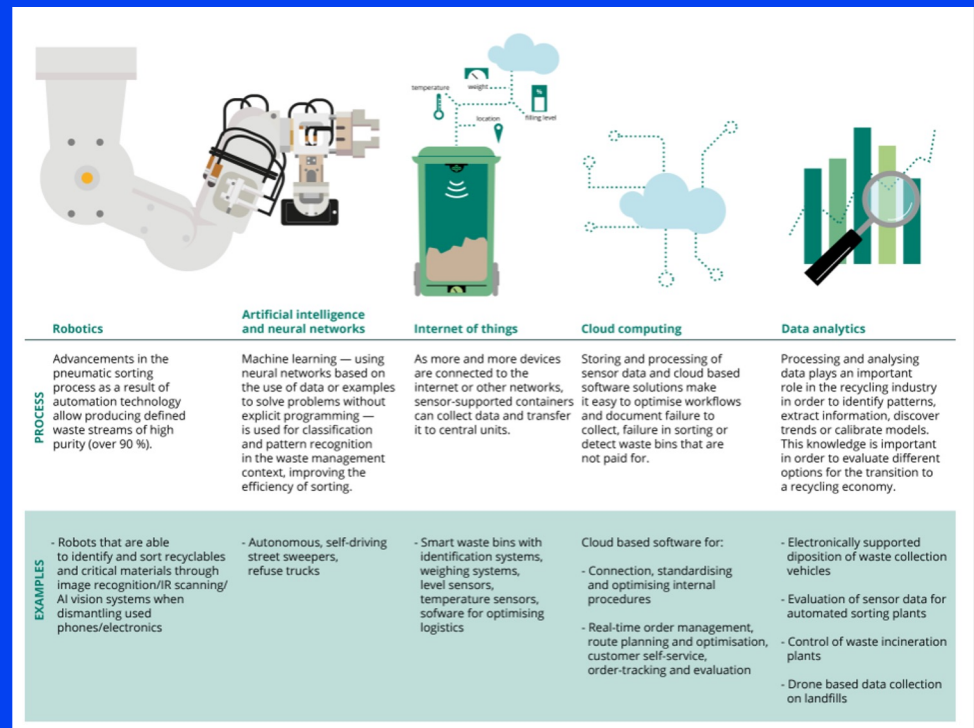 temperature
weight
%
filling level
location
Robotics
Artificial intelligence
and neural networks
Internet of things
Cloud computing
Data analytics
PROCESS
Advancements in the
pneumatic sorting
process as a result of
automation technology
allow producing defined
waste streams of high
purity (over 90 %).
Machine learning — using
neural networks based on
the use of data or examples
to solve problems without
explicit programming —
is used for classification
and pattern recognition
in the waste management
context, improving the
efficiency of sorting.
As more and more devices
are connected to the
internet or other networks,
sensor-supported containers
can collect data and transfer
it to central units.
Storing and processing of
sensor data and cloud based
software solutions make
it easy to optimise workflows
and document failure to
collect, failure in sorting or
detect waste bins that are
not paid for.
Processing and analysing
data plays an important
role in the recycling industry
in order to identify patterns,
extract information, discover
trends or calibrate models.
This knowledge is important
in order to evaluate different
options for the transition to
a recycling economy.
EXAMPLES
- Robots that are able
to identify and sort recyclables
and critical materials through
image recognition/IR scanning/
AI vision systems when
dismantling used
phones/electronics
- Autonomous, self-driving
street sweepers,
refuse trucks
- Smart waste bins with
identification systems,
weighing systems,
level sensors,
temperature sensors,
sofware for optimising
logistics
Cloud based software for:
- Connection, standardising
and optimising internal
procedures
- Real-time order management,
route planning and optimisation,
customer self-service,
order-tracking and evaluation
- Electronically supported
diposition of waste collection
vehicles
- Evaluation of sensor data for
automated sorting plants
- Control of waste incineration
plants
- Drone based data collection
on landfills